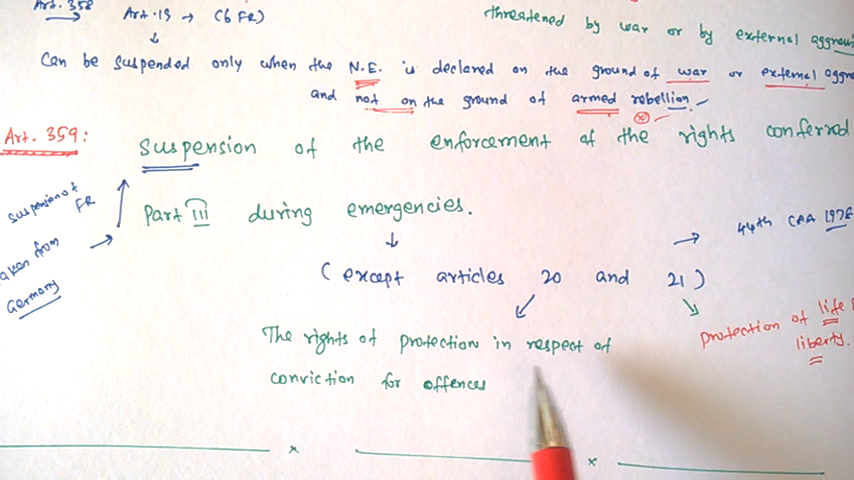 Art. 358 Art.19 → (6 FR)
threatened by war or by external
Can be suspended only when the N.E. is declared on the ground of war or external
and not on the ground of armed rebellion
Art. 359: suspension of the enforcement of the rights conferred
Part III during emergencies.
suspension of
FR
from
Germany
44th CAA 1978
(except articles 20 and 21)
The rights of protection in respect of
conviction for offences
protection of life
liberty.